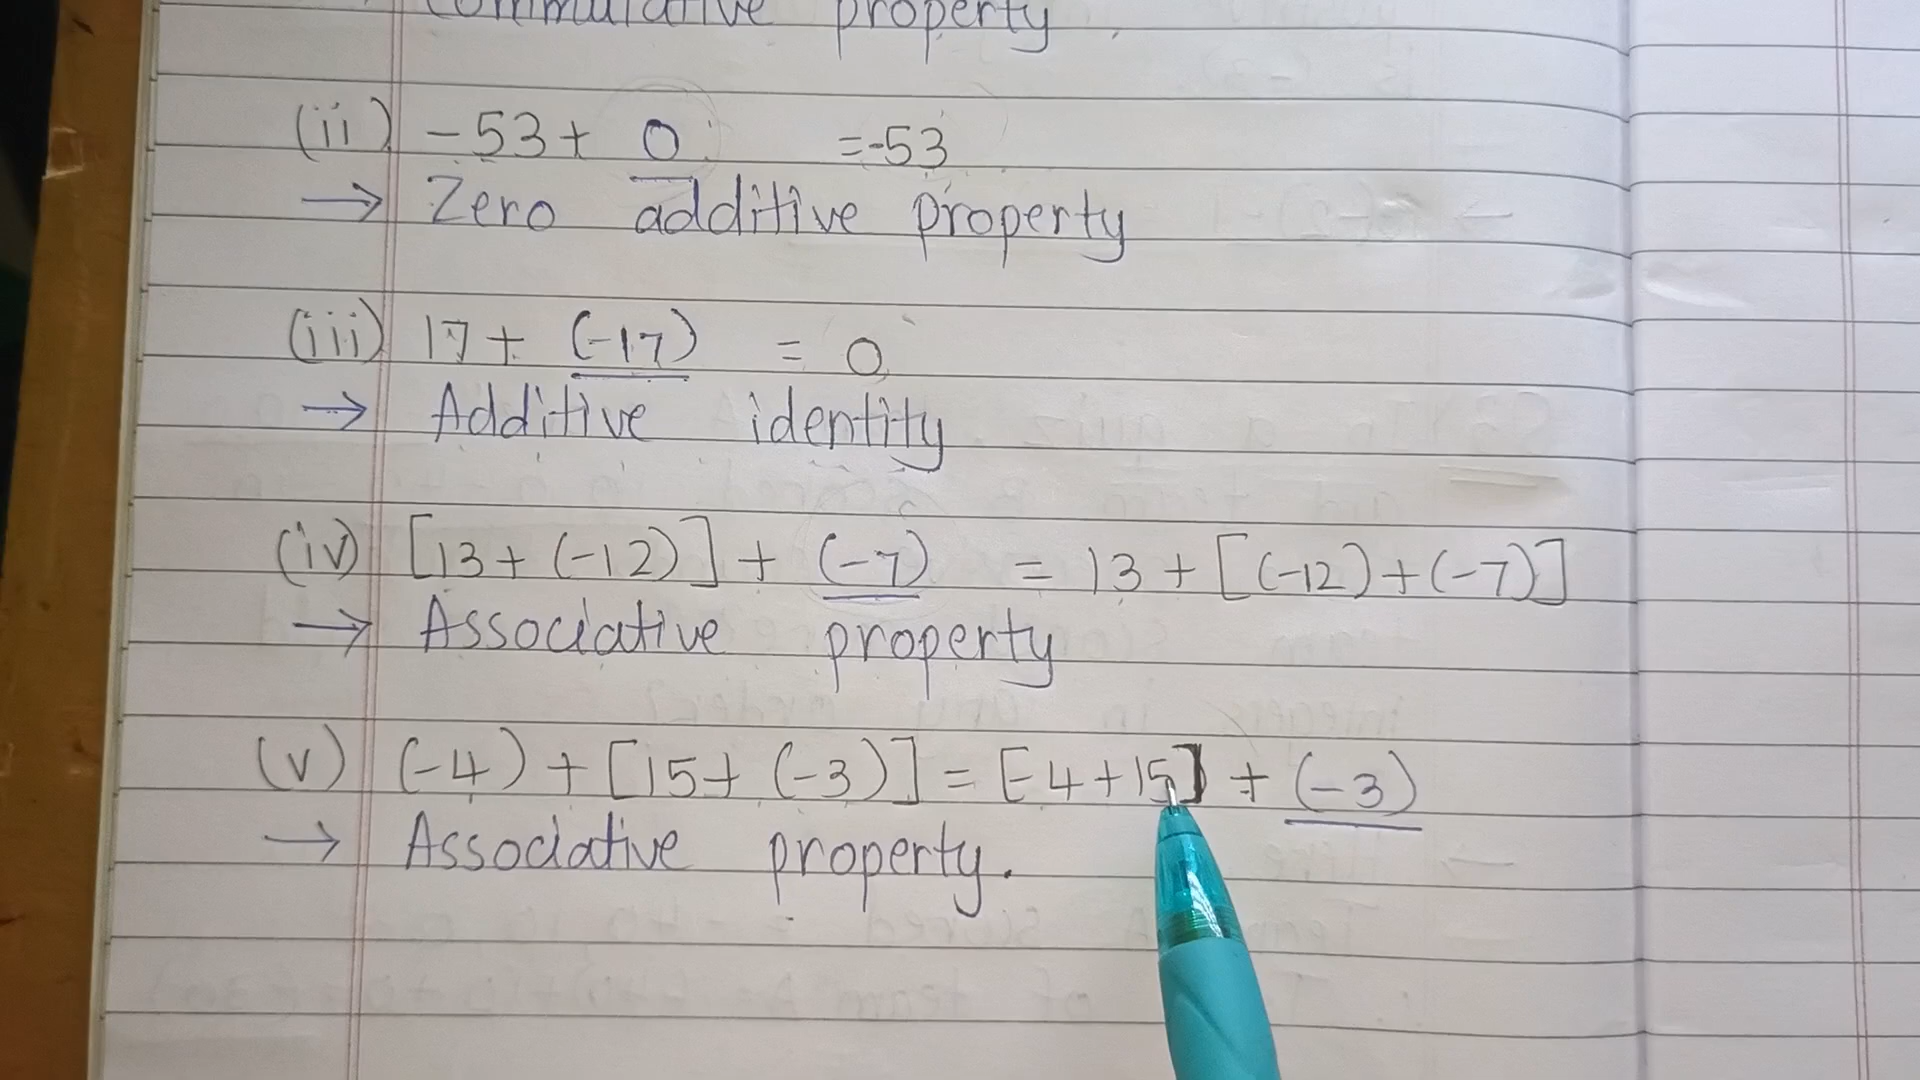 Commutative property.
(ii) -53 + 0 = -53
→ Zero additive property
(iii) 17 + (-17) = 0
→ Additive identity
(iv) [13 + (-12)] + (-7) = 13 + [(-12) + (-7)]
→ Associative property
(v) (-4) + [15 + (-3)] = [-4 + 15] + (-3)
→ Associative property.